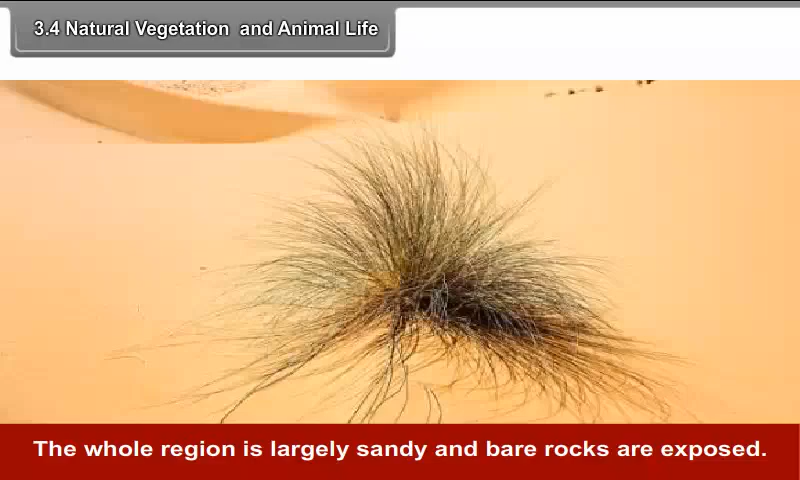 3.4 Natural Vegetation and Animal Life
The whole region is largely sandy and bare rocks are exposed.